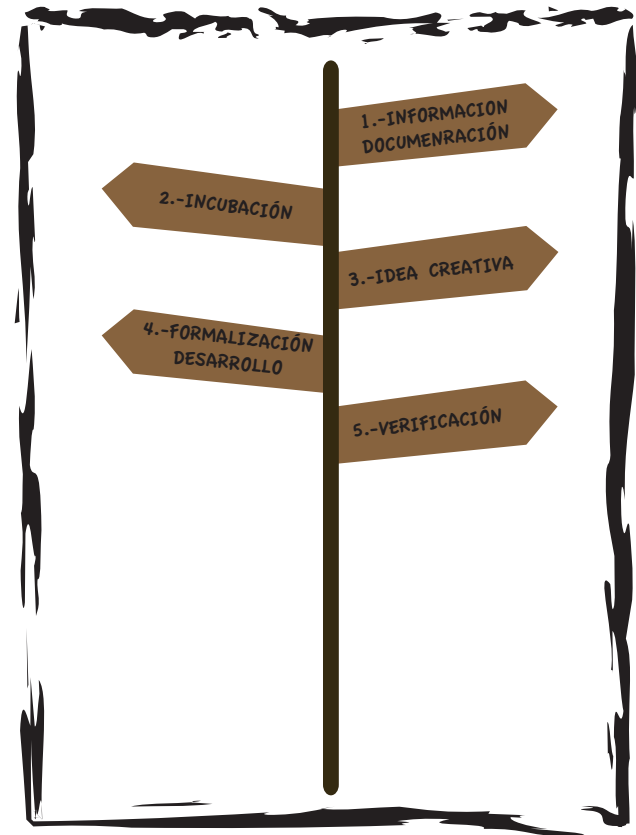 1.-INFORMACION
DOCUMENRACIÓN
2.-INCUBACIÓN
3.-IDEA CREATIVA
4.-FORMALIZACIÓN
DESARROLLO
5.-VERIFICACIÓN